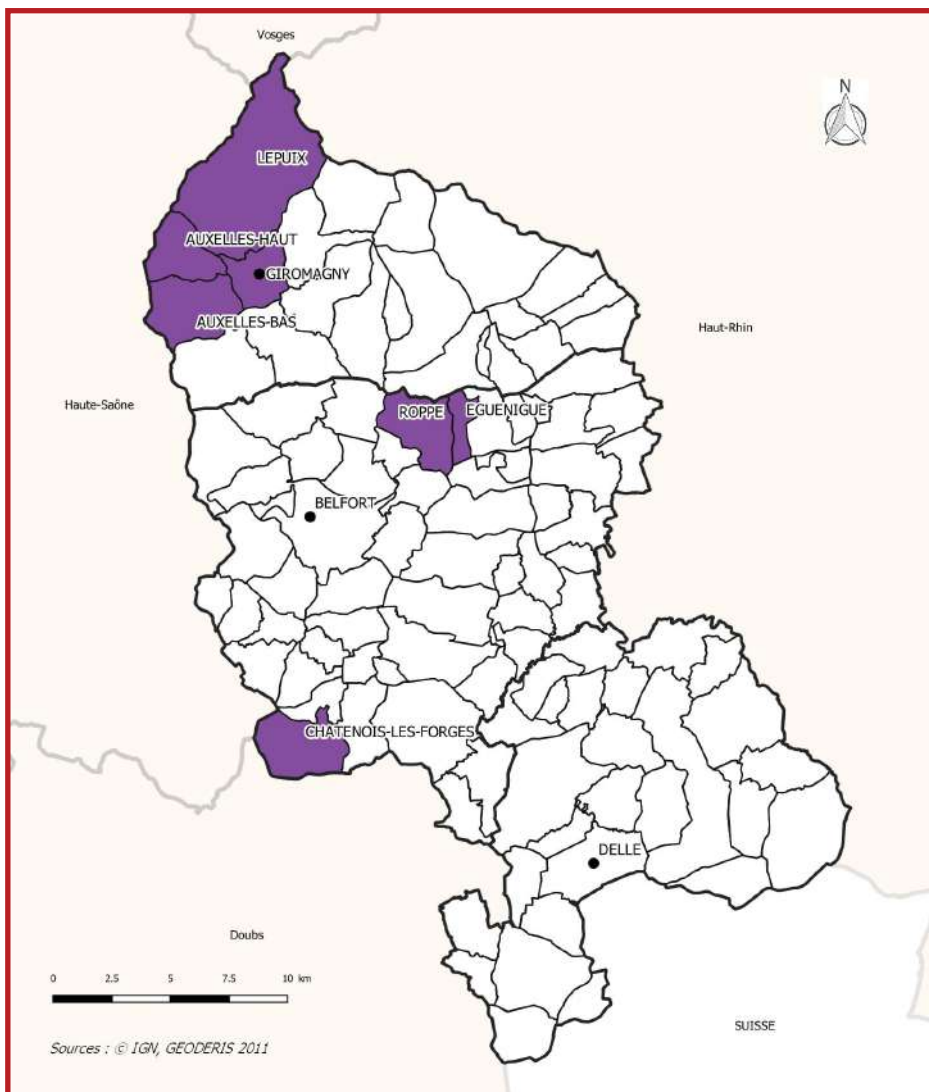 Vosges
N
LEPUIX
AUXELLES-HAUT
GIROMAGNY
AUXELLES-BAS
Haut-Rhin
Haute-Saône
ROPPE
EGUENIGUE
BELFORT
CHATENOIS-LES-FORGES
DELLE
Doubs
0 2.5 5 7.5 10 km
SUISSE
Sources : © IGN, GEODERIS 2011